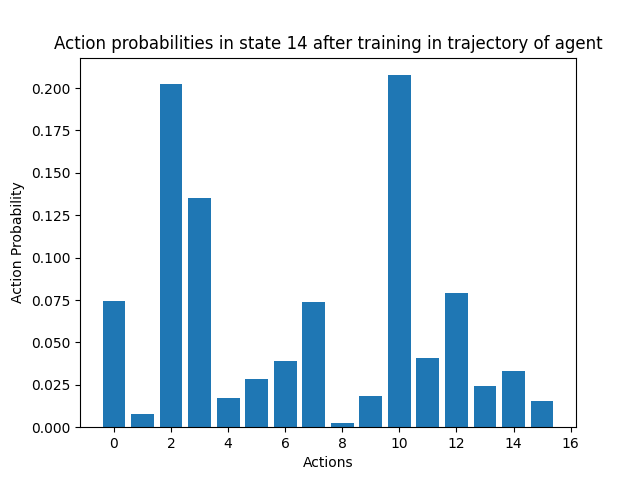 Action probabilities in state 14 after training in trajectory of agent
0.200
0.175
0.150
0.125
0.100
0.075
0.050
0.025
0.000
Action Probability
0 2 4 6 8 10 12 14 16
Actions